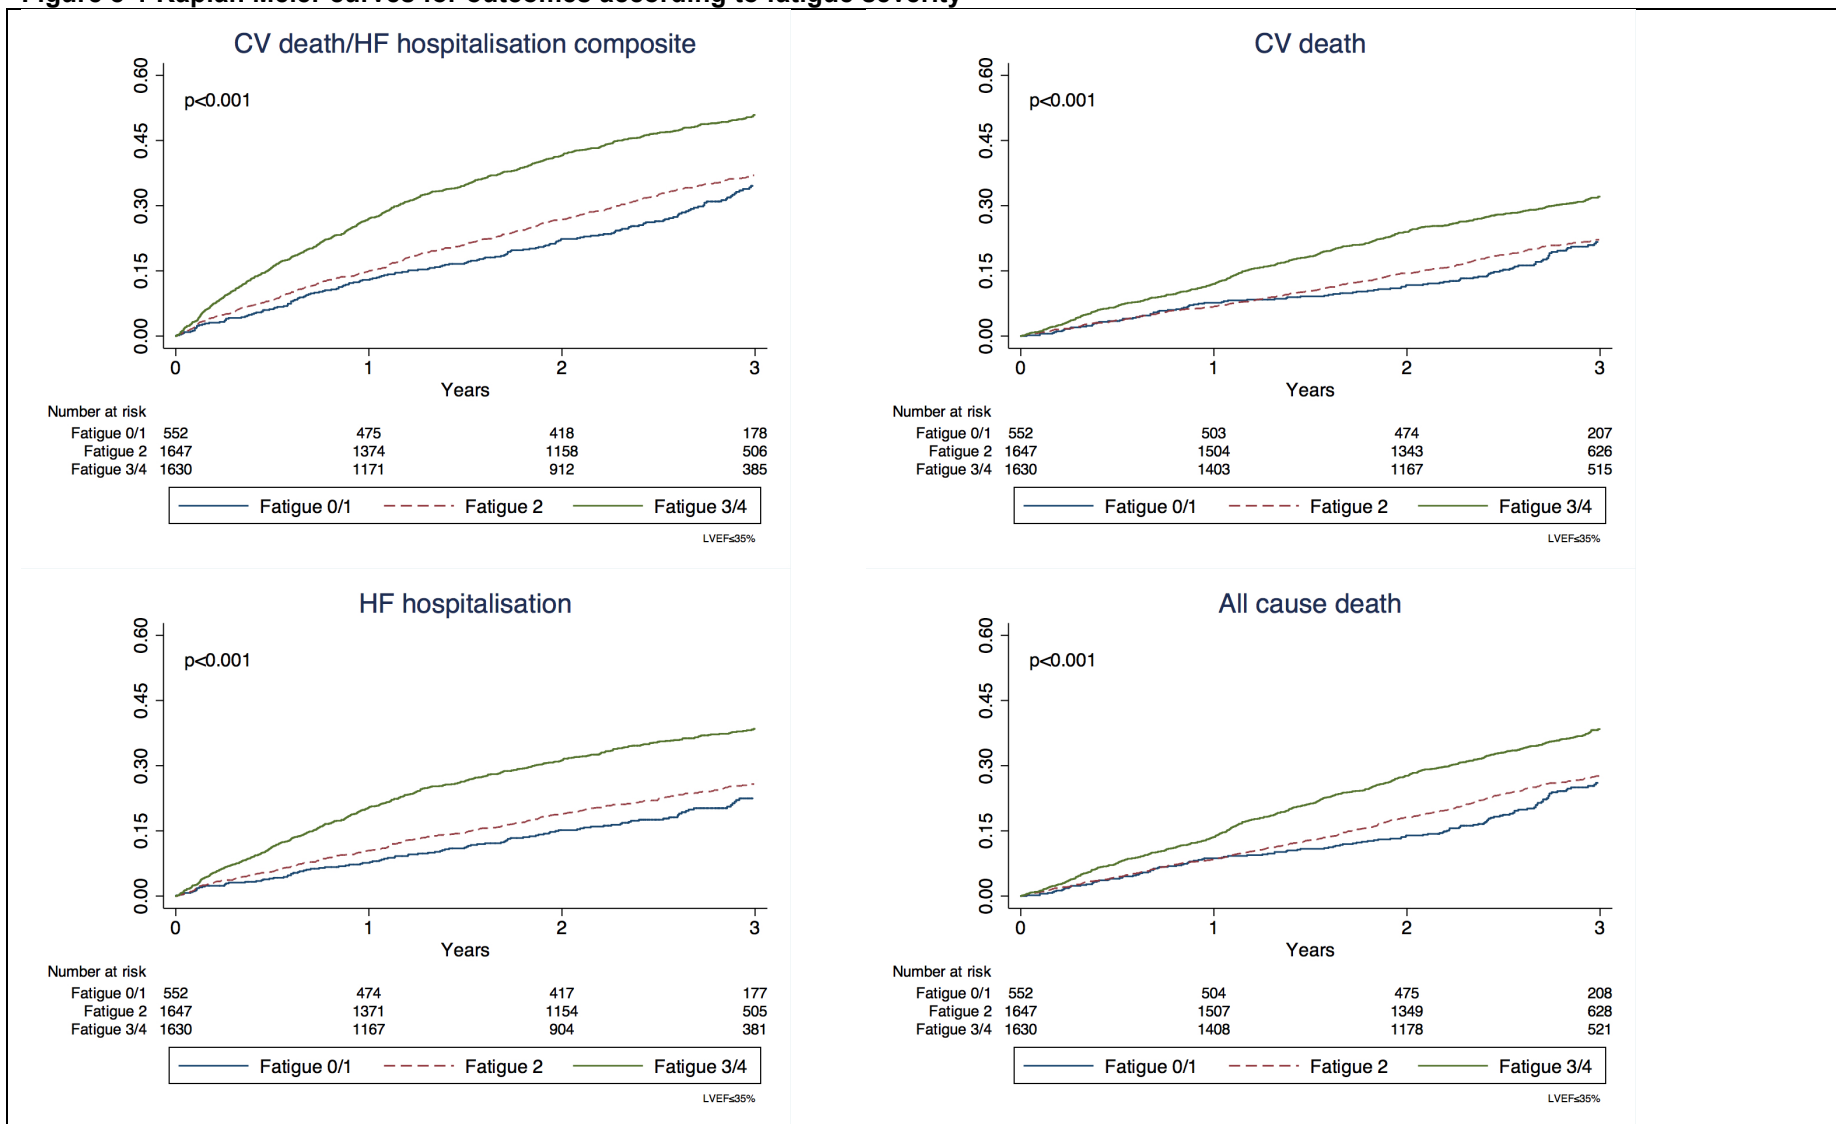 CV death/HF hospitalisation composite
p<0.001
0.60
0.45
0.30
0.15
0.00
0 1 2 3
Years
Number at risk
Fatigue 0/1 552 475 418 178
Fatigue 2 1647 1374 1158 506
Fatigue 3/4 1630 1171 912 385
Fatigue 0/1 Fatigue 2 Fatigue 3/4
LVEF≤35%
CV death
p<0.001
0.60
0.45
0.30
0.15
0.00
0 1 2 3
Years
Number at risk
Fatigue 0/1 552 503 474 207
Fatigue 2 1647 1504 1343 626
Fatigue 3/4 1630 1403 1167 515
Fatigue 0/1 Fatigue 2 Fatigue 3/4
LVEF≤35%
HF hospitalisation
p<0.001
0.60
0.45
0.30
0.15
0.00
0 1 2 3
Years
Number at risk
Fatigue 0/1 552 474 417 177
Fatigue 2 1647 1371 1154 505
Fatigue 3/4 1630 1167 904 381
Fatigue 0/1 Fatigue 2 Fatigue 3/4
LVEF≤35%
All cause death
p<0.001
0.60
0.45
0.30
0.15
0.00
0 1 2 3
Years
Number at risk
Fatigue 0/1 552 504 475 208
Fatigue 2 1647 1507 1349 628
Fatigue 3/4 1630 1408 1178 521
Fatigue 0/1 Fatigue 2 Fatigue 3/4
LVEF≤35%